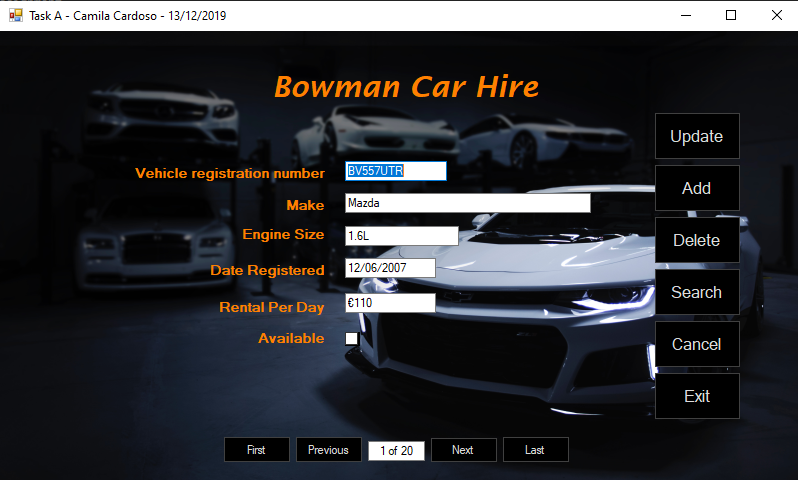 Task A - Camila Cardoso - 13/12/2019
Bowman Car Hire
Vehicle registration number BV557UTR
Make Mazda
Engine Size 1.6L
Date Registered 12/06/2007
Rental Per Day €110
Available
Update
Add
Delete
Search
Cancel
Exit
First Previous 1 of 20 Next Last